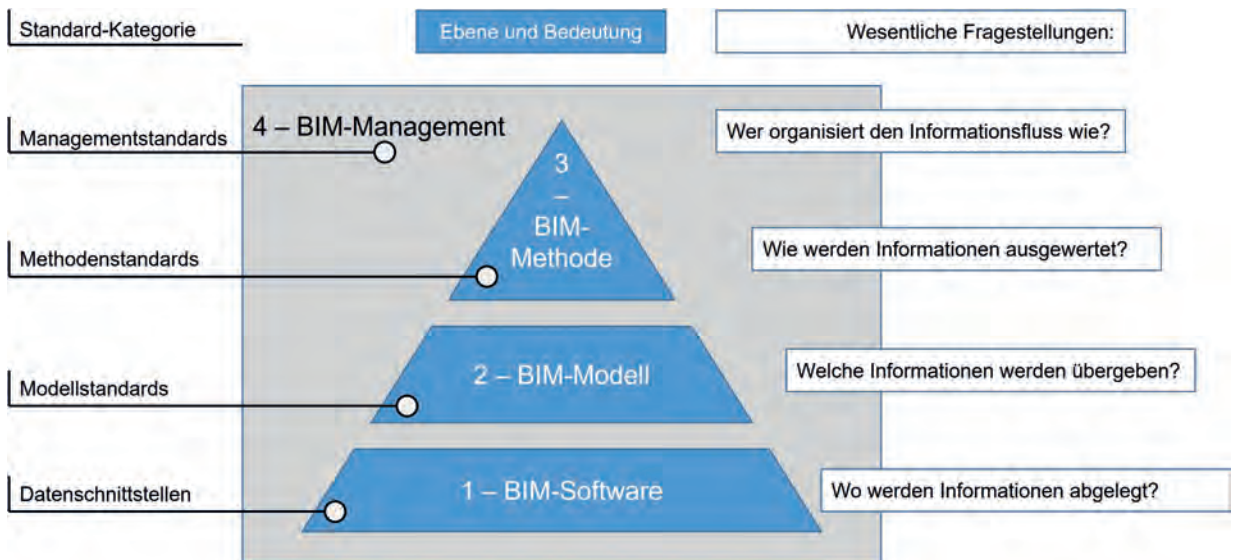 Standard-Kategorie
Ebene und Bedeutung
Wesentliche Fragestellungen:
Managementstandards
4 – BIM-Management
Wer organisiert den Informationsfluss wie?
3
–
BIM-
Methode
Methodenstandards
Wie werden Informationen ausgewertet?
Modellstandards
2 – BIM-Modell
Welche Informationen werden übergeben?
Datenschnittstellen
1 – BIM-Software
Wo werden Informationen abgelegt?